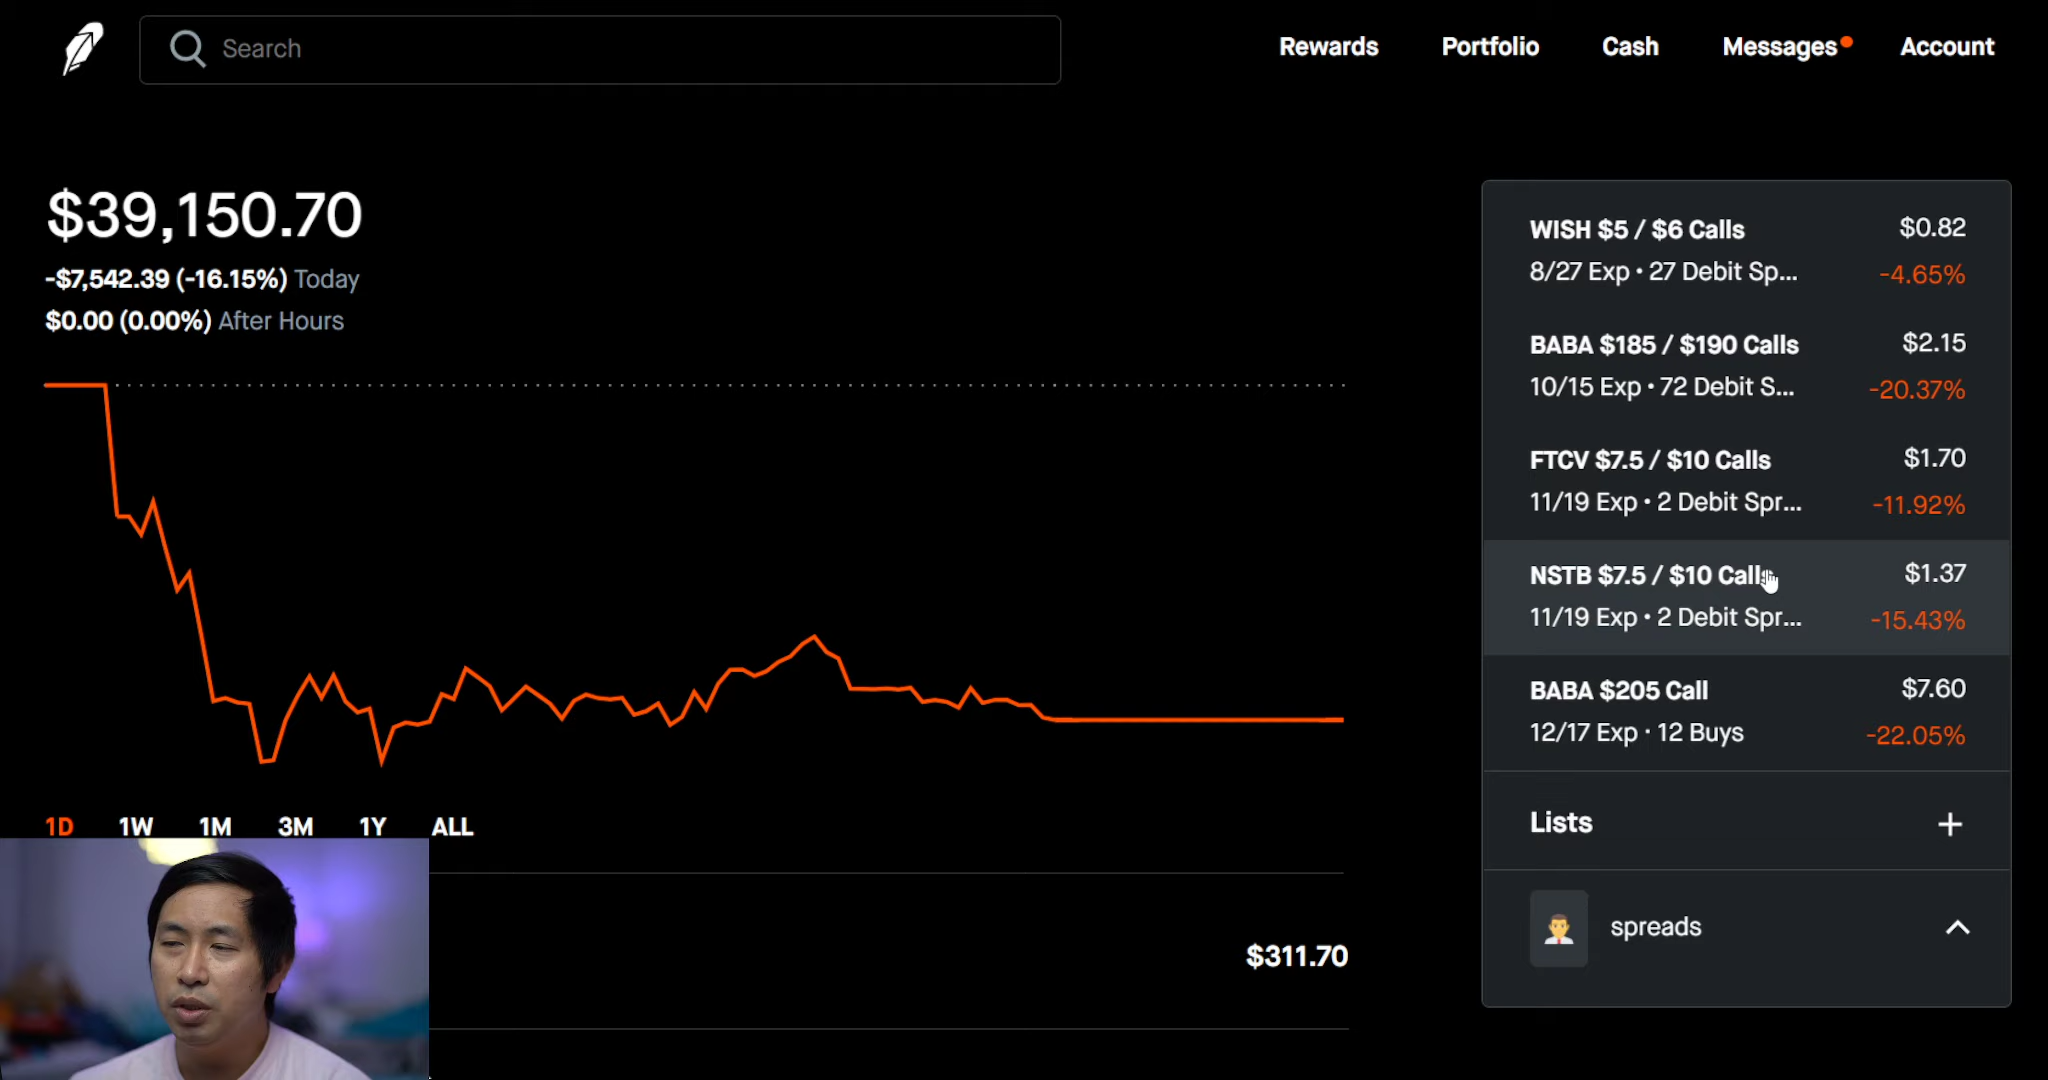 Search
Rewards
Portfolio
Cash
Messages
Account
$39,150.70
-$7,542.39 (-16.15%) Today
$0.00 (0.00%) After Hours
1D 1W 1M 3M 1Y ALL
$311.70
WISH $5 / $6 Calls $0.82
8/27 Exp • 27 Debit Sp... -4.65%
BABA $185 / $190 Calls $2.15
10/15 Exp • 72 Debit S... -20.37%
FTCV $7.5 / $10 Calls $1.70
11/19 Exp • 2 Debit Spr... -11.92%
NSTB $7.5 / $10 Calls $1.37
11/19 Exp • 2 Debit Spr... -15.43%
BABA $205 Call $7.60
12/17 Exp · 12 Buys -22.05%
Lists +
spreads